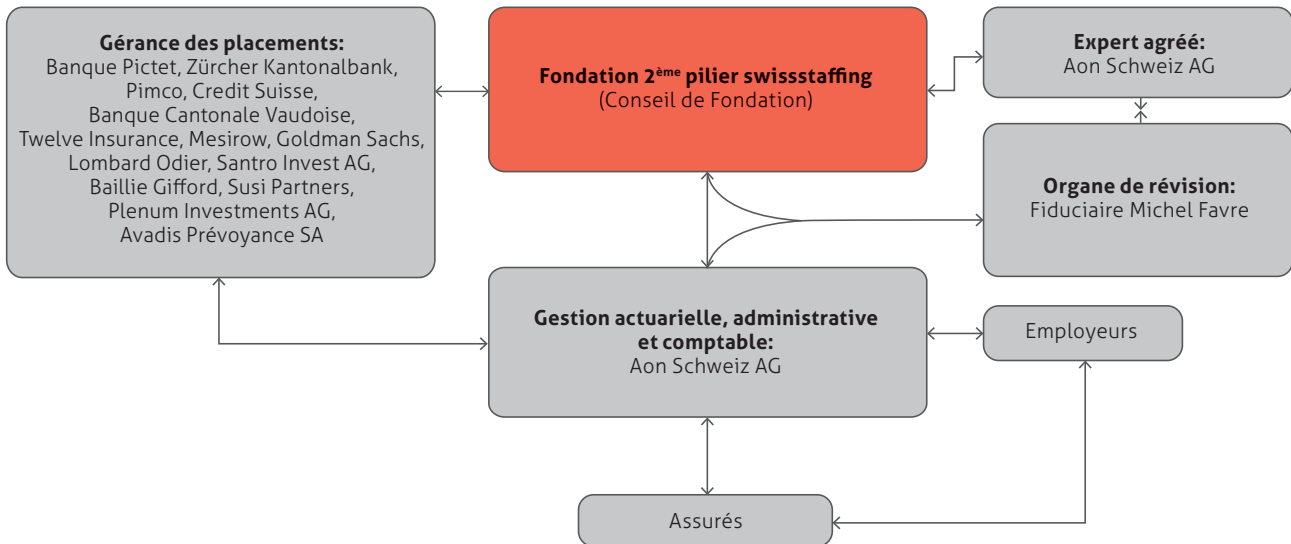 Gérance des placements:
Banque Pictet, Zürcher Kantonalbank,
Pimco, Credit Suisse,
Banque Cantonale Vaudoise,
Twelve Insurance, Mesirow, Goldman Sachs,
Lombard Odier, Santro Invest AG,
Baillie Gifford, Susi Partners,
Plenum Investments AG,
Avadis Prévoyance SA
Fondation 2ème pilier swissstaffing
(Conseil de Fondation)
Expert agréé:
Aon Schweiz AG
Organe de révision:
Fiduciaire Michel Favre
Gestion actuarielle, administrative
et comptable:
Aon Schweiz AG
Employeurs
Assurés